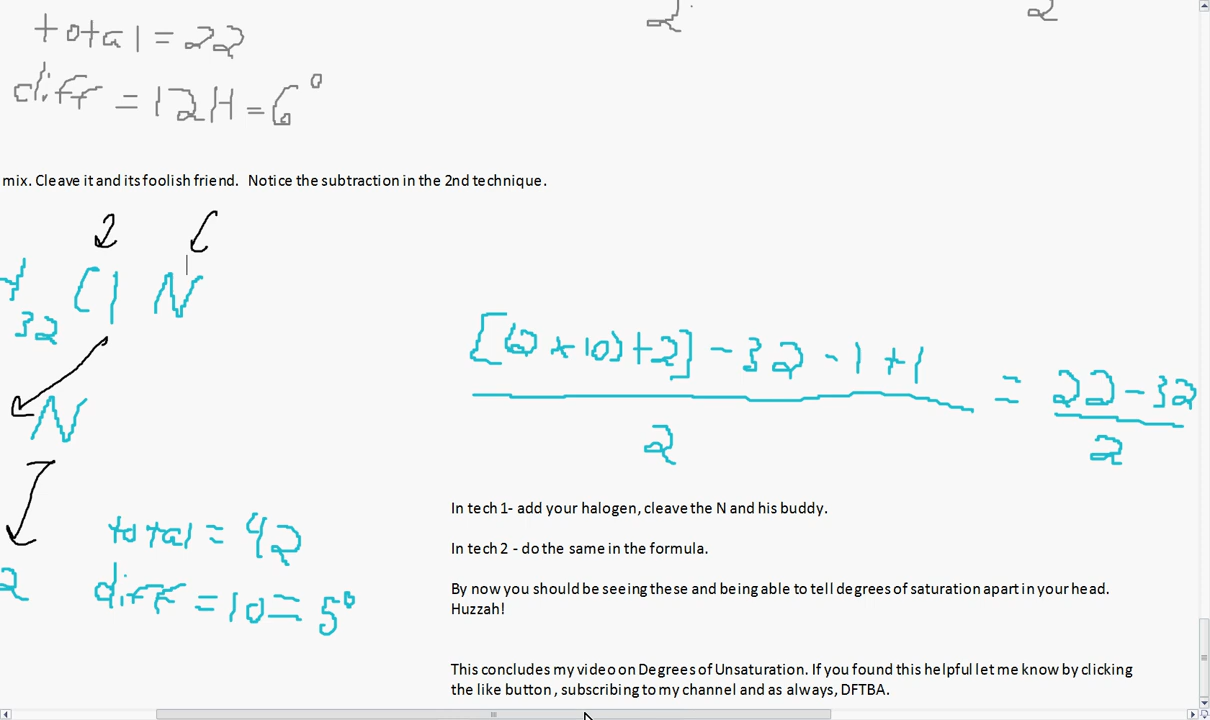 2 2
total = 22
diff = 12H = 6°
mix. Cleave it and its foolish friend. Notice the subtraction in the 2nd technique.
Cl N
32
[(2 * 10) + 2] - 32 - 1 + 1 = 22 - 32
2 2
N
total = 42
2 diff = 10 = 5°
In tech 1- add your halogen, cleave the N and his buddy.
In tech 2 - do the same in the formula.
By now you should be seeing these and being able to tell degrees of saturation apart in your head.
Huzzah!
This concludes my video on Degrees of Unsaturation. If you found this helpful let me know by clicking
the like button, subscribing to my channel and as always, DFTBA.